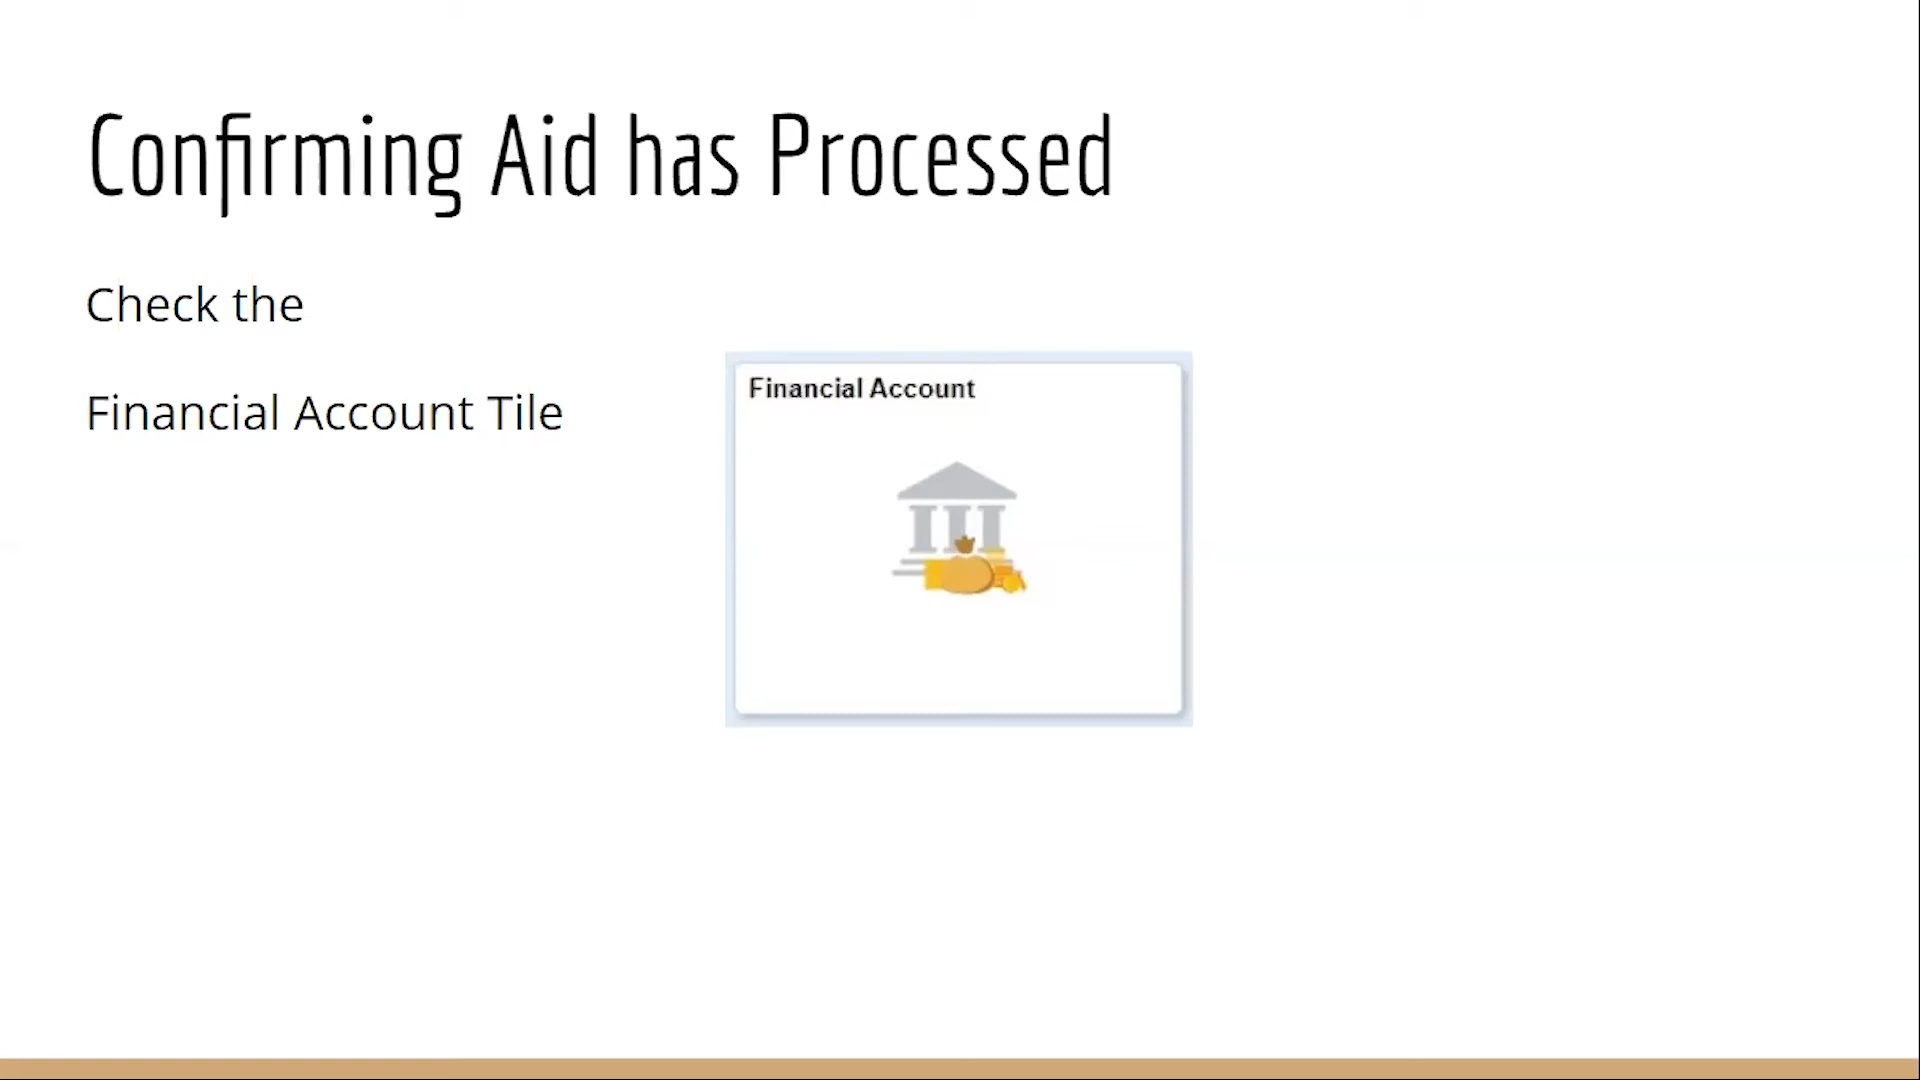 Confirming Aid has Processed
Check the
Financial Account Tile
Financial Account